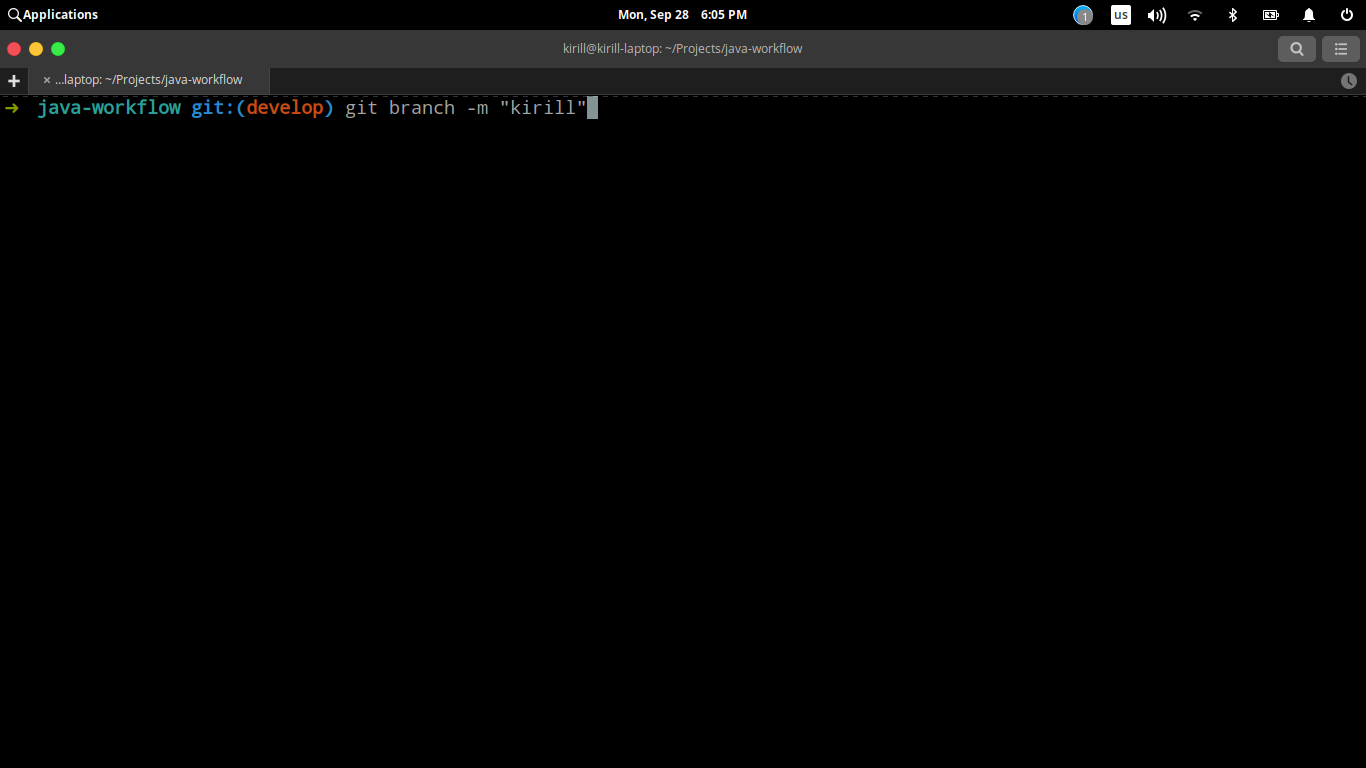 Applications
Mon, Sep 28 6:05 PM
1
us
kirill@kirill-laptop: ~/Projects/java-workflow
...laptop: ~/Projects/java-workflow
➜ java-workflow git:(develop) git branch -m "kirill"